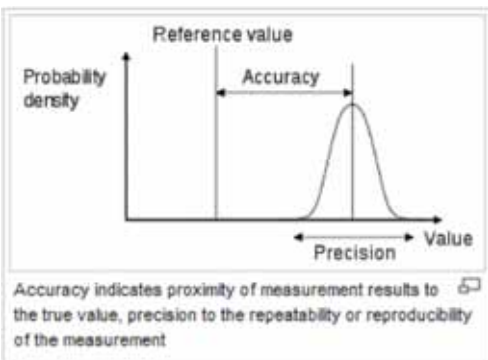 Reference value
Probability
density
Accuracy
Value
Precision
Accuracy indicates proximity of measurement results to
the true value, precision to the repeatability or reproducibility
of the measurement